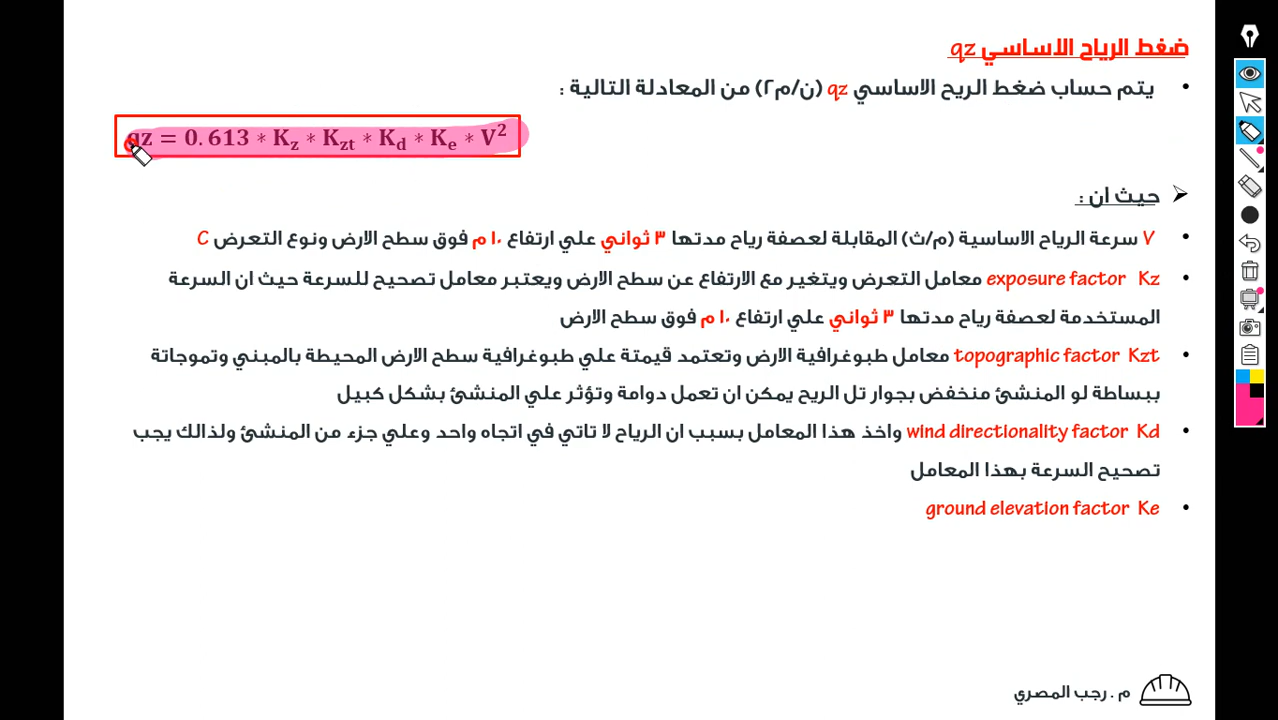 ضغط الرياح الاساسي qz
• يتم حساب ضغط الريح الاساسي qz (ن/م٢) من المعادلة التالية :
qz = 0.613 * K_z * K_zt * K_d * K_e * V^2
حيث ان :
• V سرعة الرياح الاساسية (م/ث) المقابلة لعصفة رياح مدتها ٣ ثواني علي ارتفاع ١٠ م فوق سطح الارض ونوع التعرض C
• exposure factor Kz معامل التعرض ويتغير مع الارتفاع عن سطح الارض ويعتبر معامل تصحيح للسرعة حيث ان السرعة
المستخدمة لعصفة رياح مدتها ٣ ثواني علي ارتفاع ١٠ م فوق سطح الارض
• topographic factor Kzt معامل طبوغرافية الارض وتعتمد قيمتة علي طبوغرافية سطح الارض المحيطة بالمبني وتموجاتة
ببساطة لو المنشئ منخفض بجوار تل الريح يمكن ان تعمل دوامة وتؤثر علي المنشئ بشكل كبيل
• wind directionality factor Kd واخذ هذا المعامل بسبب ان الرياح لا تاتي في اتجاه واحد وعلي جزء من المنشئ ولذالك يجب
تصحيح السرعة بهذا المعامل
• ground elevation factor Ke
م . رجب المصري